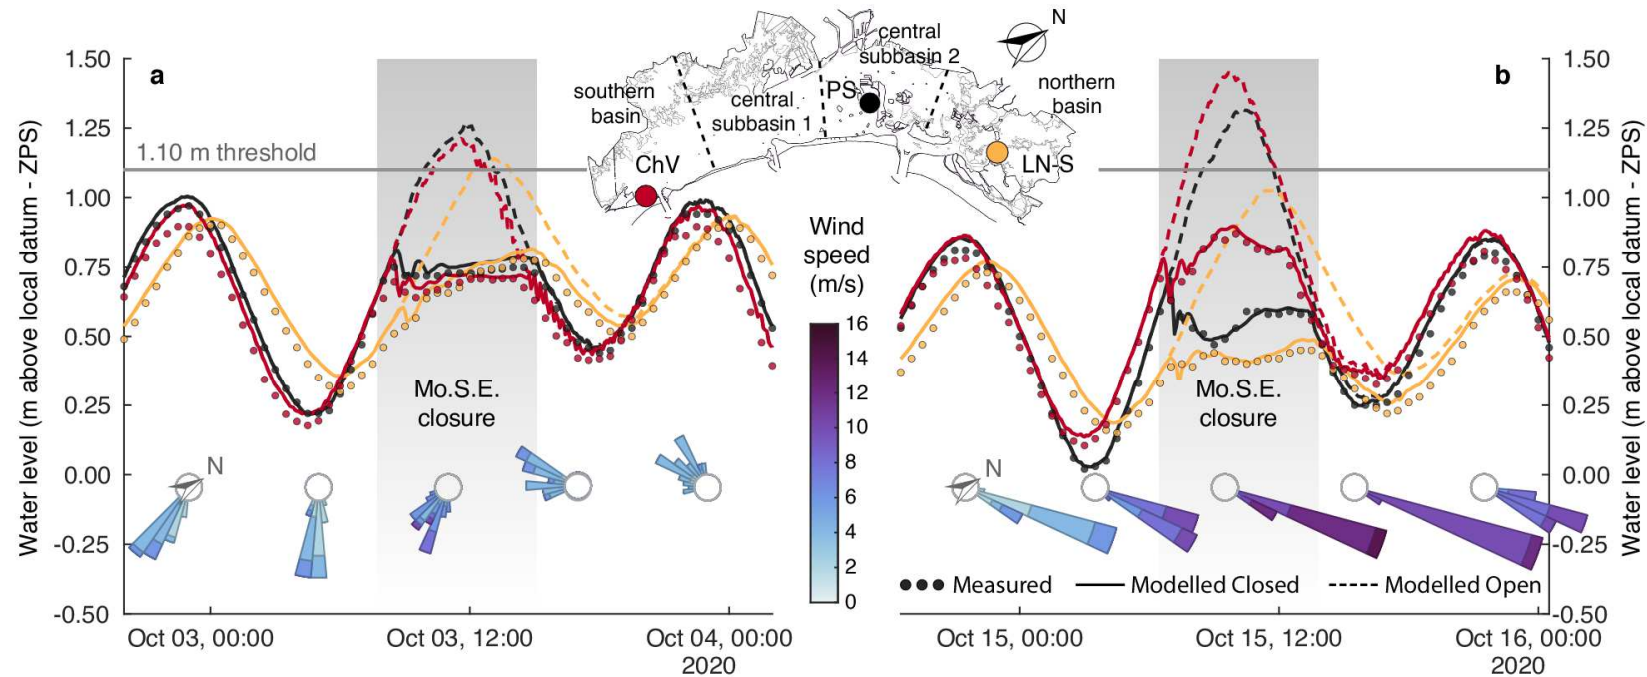 a
Water level (m above local datum - ZPS)
1.50
1.25
1.00
0.75
0.50
0.25
0.00
-0.25
-0.50
1.10 m threshold
Mo.S.E.
closure
N
Oct 03, 00:00
Oct 03, 12:00
Oct 04, 00:00
2020
southern
basin
central
subbasin 1
central
subbasin 2
northern
basin
PS
ChV
LN-S
N
Wind
speed
(m/s)
16
14
12
10
8
6
4
2
0
b
1.50
1.25
1.00
0.75
0.50
0.25
0.00
-0.25
-0.50
Water level (m above local datum - ZPS)
Mo.S.E.
closure
N
Measured
Modelled Closed
Modelled Open
Oct 15, 00:00
Oct 15, 12:00
Oct 16, 00:00
2020